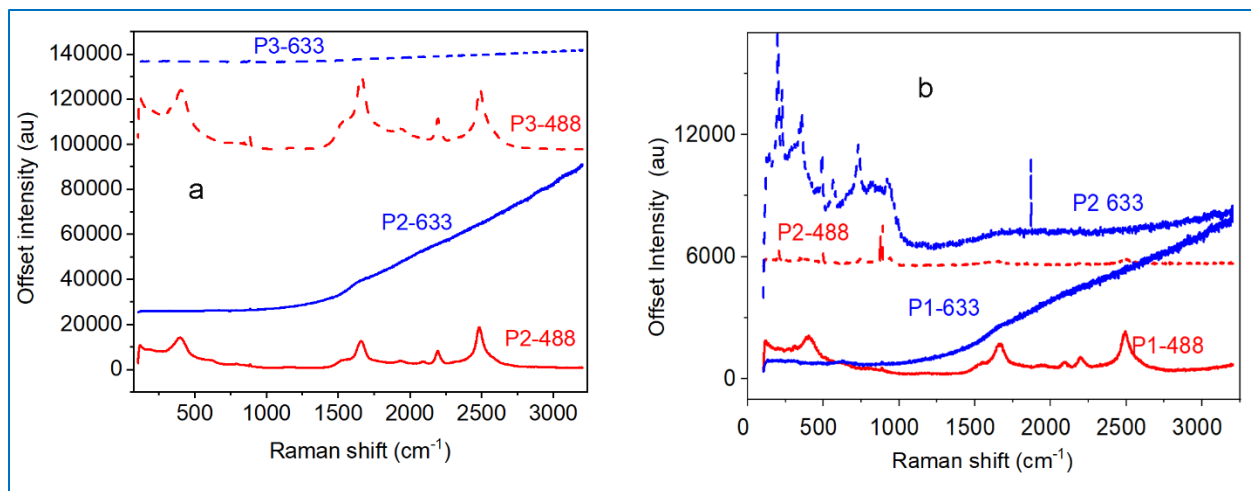 Offset intensity (au)
140000
120000
100000
80000
60000
40000
20000
0
P3-633
P3-488
a
P2-633
P2-488
500
1000
1500
2000
2500
3000
Raman shift (cm⁻¹)
Offset Intensity (au)
12000
6000
0
b
P2 633
P2-488
P1-633
P1-488
0
500
1000
1500
2000
2500
3000
Raman shift (cm⁻¹)